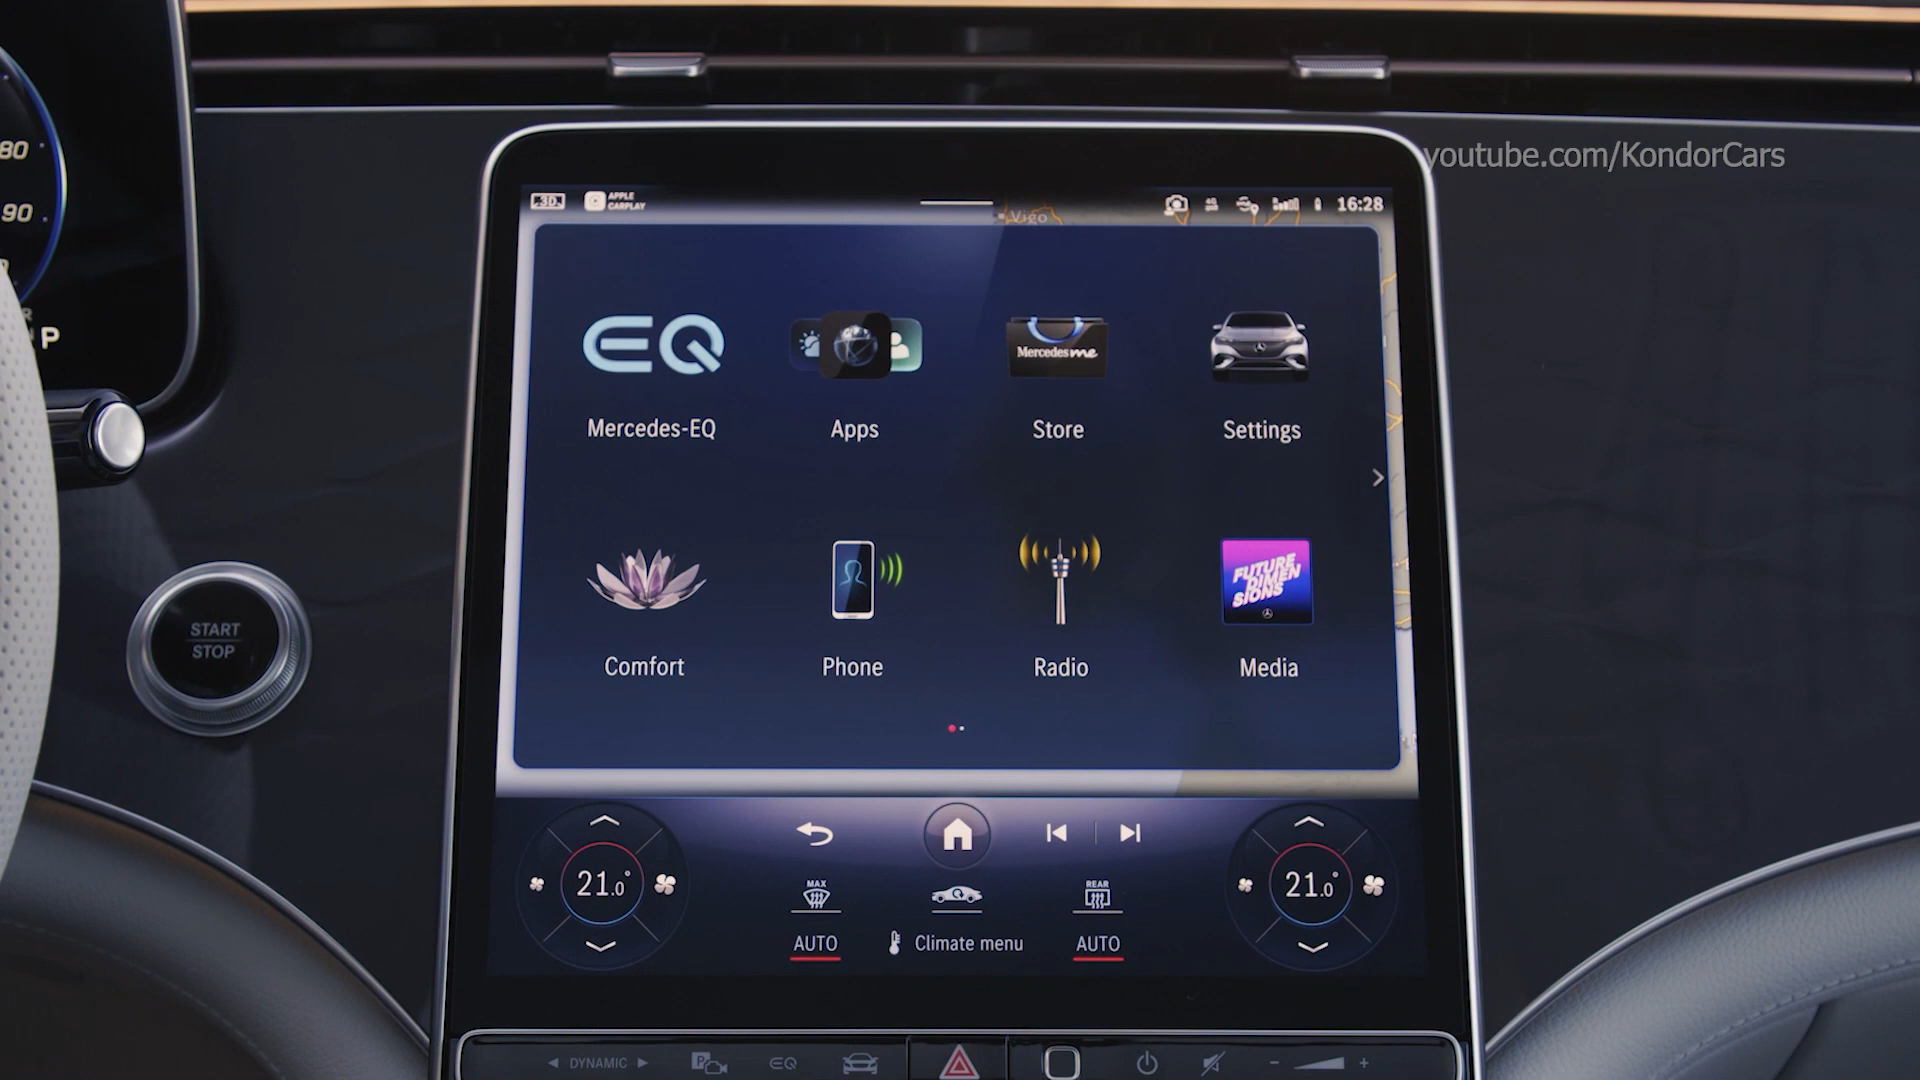 80
90
P
START
STOP
youtube.com/KondorCars
3D
APPLE
CARPLAY
Vigo
4G
16:28
EQ
Mercedes me
Mercedes-EQ
Apps
Store
Settings
FUTURE
DIMEN
SIONS
Comfort
Phone
Radio
Media
21.0°
MAX
REAR
21.0°
AUTO
Climate menu
AUTO
DYNAMIC
P
EQ